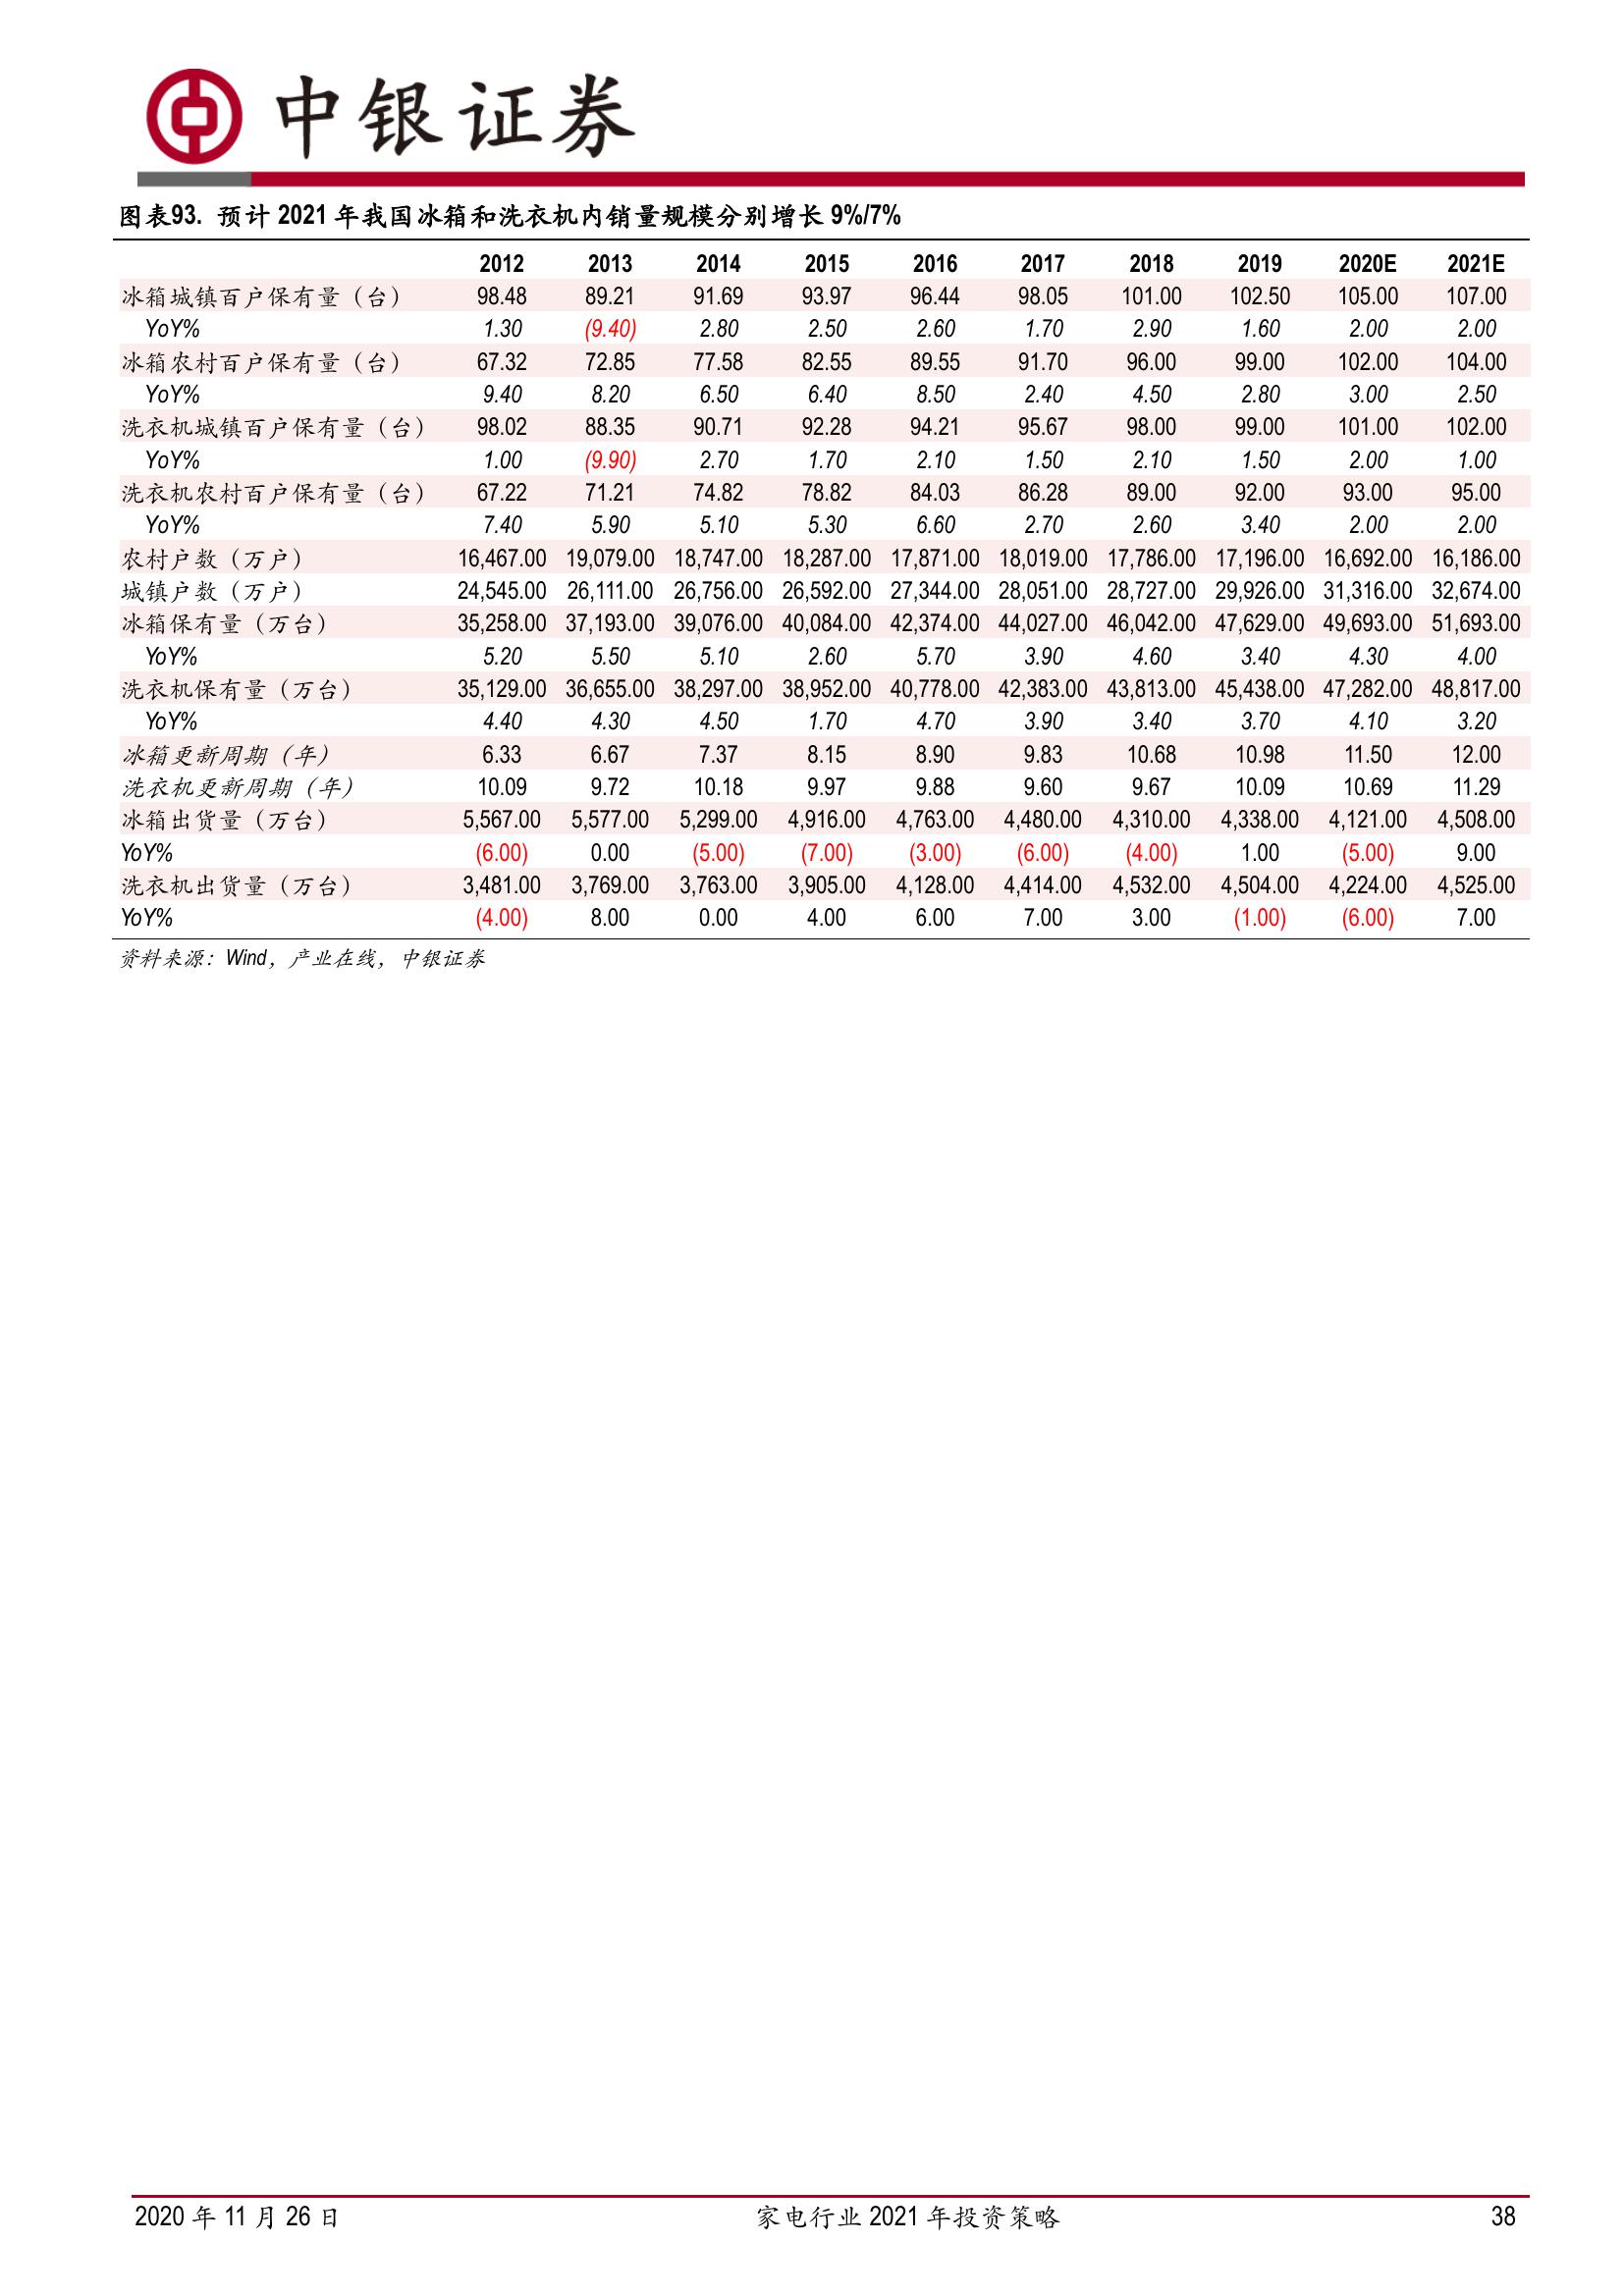 中银证券
图表93. 预计 2021 年我国冰箱和洗衣机内销量规模分别增长 9%/7%
2012 2013 2014 2015 2016 2017 2018 2019 2020E 2021E
冰箱城镇百户保有量（台） 98.48 89.21 91.69 93.97 96.44 98.05 101.00 102.50 105.00 107.00
YoY% 1.30 (9.40) 2.80 2.50 2.60 1.70 2.90 1.60 2.00 2.00
冰箱农村百户保有量（台） 67.32 72.85 77.58 82.55 89.55 91.70 96.00 99.00 102.00 104.00
YoY% 9.40 8.20 6.50 6.40 8.50 2.40 4.50 2.80 3.00 2.50
洗衣机城镇百户保有量（台） 98.02 88.35 90.71 92.28 94.21 95.67 98.00 99.00 101.00 102.00
YoY% 1.00 (9.90) 2.70 1.70 2.10 1.50 2.10 1.50 2.00 1.00
洗衣机农村百户保有量（台） 67.22 71.21 74.82 78.82 84.03 86.28 89.00 92.00 93.00 95.00
YoY% 7.40 5.90 5.10 5.30 6.60 2.70 2.60 3.40 2.00 2.00
农村户数（万户） 16,467.00 19,079.00 18,747.00 18,287.00 17,871.00 18,019.00 17,786.00 17,196.00 16,692.00 16,186.00
城镇户数（万户） 24,545.00 26,111.00 26,756.00 26,592.00 27,344.00 28,051.00 28,727.00 29,926.00 31,316.00 32,674.00
冰箱保有量（万台） 35,258.00 37,193.00 39,076.00 40,084.00 42,374.00 44,027.00 46,042.00 47,629.00 49,693.00 51,693.00
YoY% 5.20 5.50 5.10 2.60 5.70 3.90 4.60 3.40 4.30 4.00
洗衣机保有量（万台） 35,129.00 36,655.00 38,297.00 38,952.00 40,778.00 42,383.00 43,813.00 45,438.00 47,282.00 48,817.00
YoY% 4.40 4.30 4.50 1.70 4.70 3.90 3.40 3.70 4.10 3.20
冰箱更新周期（年） 6.33 6.67 7.37 8.15 8.90 9.83 10.68 10.98 11.50 12.00
洗衣机更新周期（年） 10.09 9.72 10.18 9.97 9.88 9.60 9.67 10.09 10.69 11.29
冰箱出货量（万台） 5,567.00 5,577.00 5,299.00 4,916.00 4,763.00 4,480.00 4,310.00 4,338.00 4,121.00 4,508.00
YoY% (6.00) 0.00 (5.00) (7.00) (3.00) (6.00) (4.00) 1.00 (5.00) 9.00
洗衣机出货量（万台） 3,481.00 3,769.00 3,763.00 3,905.00 4,128.00 4,414.00 4,532.00 4,504.00 4,224.00 4,525.00
YoY% (4.00) 8.00 0.00 4.00 6.00 7.00 3.00 (1.00) (6.00) 7.00
资料来源：Wind，产业在线，中银证券
2020 年 11 月 26 日 家电行业 2021 年投资策略 38